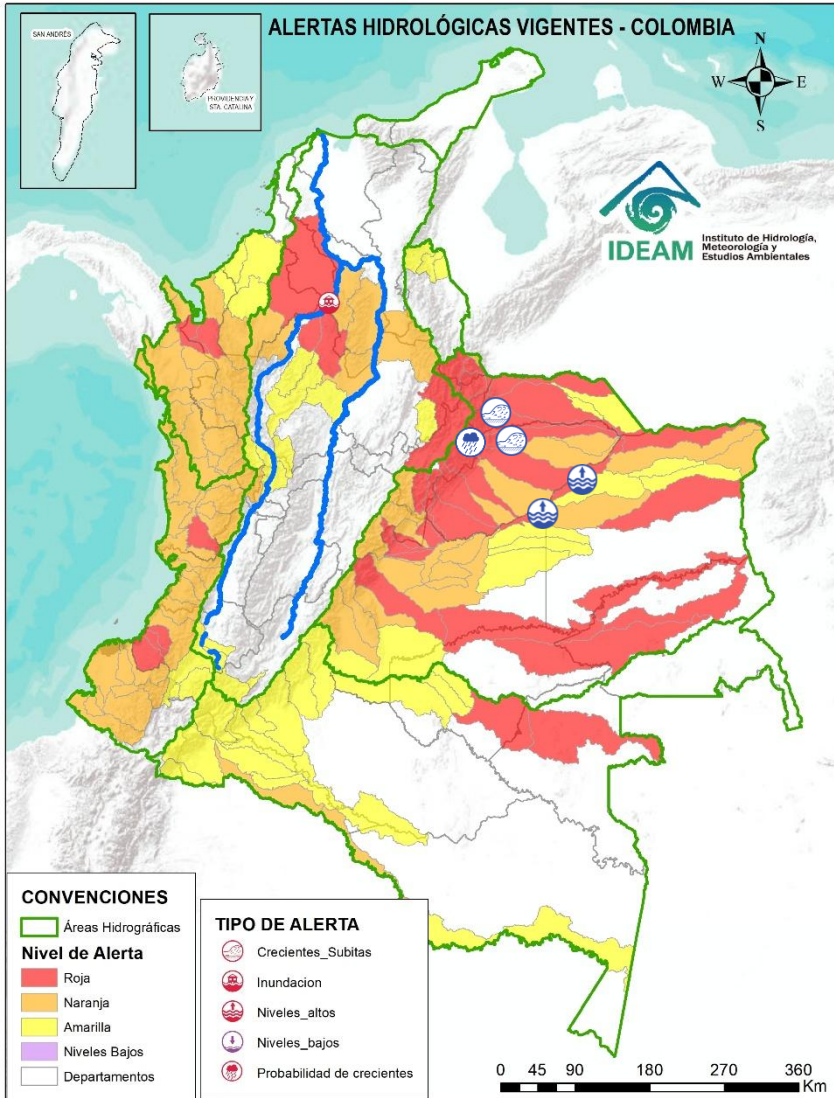 ALERTAS HIDROLÓGICAS VIGENTES - COLOMBIA
SAN ANDRÉS
PROVIDENCIA Y
STA. CATALINA
N
W
E
S
IDEAM
Instituto de Hidrología,
Meteorología y
Estudios Ambientales
CONVENCIONES
Áreas Hidrográficas
Nivel de Alerta
Roja
Naranja
Amarilla
Niveles Bajos
Departamentos
TIPO DE ALERTA
Crecientes_Subitas
Inundacion
Niveles_altos
Niveles_bajos
Probabilidad de crecientes
0 45 90 180 270 360
Km